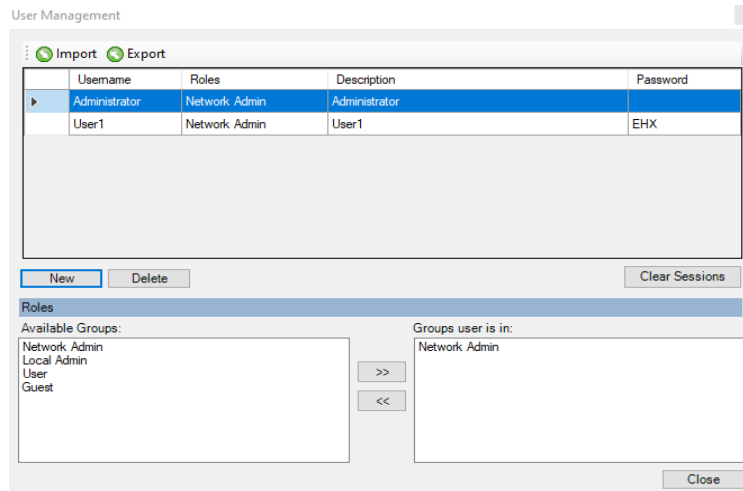 User Management
Import Export
Username Roles Description Password
Administrator Network Admin Administrator
User1 Network Admin User1 EHX
New Delete Clear Sessions
Roles
Available Groups: Groups user is in:
Network Admin Network Admin
Local Admin
User
Guest
>>
<<
Close